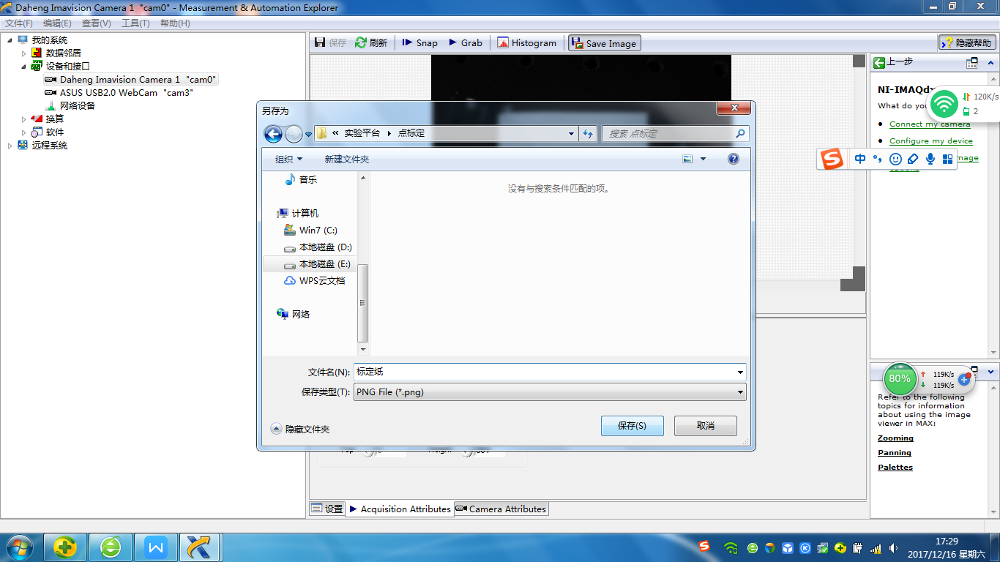 Daheng Imavision Camera 1 "cam0" - Measurement & Automation Explorer
文件(F) 编辑(E) 查看(V) 工具(T) 帮助(H)
我的系统
数据邻居
设备和接口
Daheng Imavision Camera 1 "cam0"
ASUS USB2.0 WebCam "cam3"
网络设备
换算
软件
远程系统
保存 刷新 Snap Grab Histogram Save Image 隐藏帮助
上一步
What do you
Connect my camera
Configure my device
120K/s
2
中
另存为
« 实验平台 点标定
搜索 点标定
组织 新建文件夹
音乐
计算机
Win7 (C:)
本地磁盘 (D:)
本地磁盘 (E:)
WPS云文档
网络
没有与搜索条件匹配的项。
文件名(N): 标定纸
保存类型(T): PNG File (*.png)
隐藏文件夹
保存(S) 取消
80%
119K/s
119K/s
Refer to the following
topics for information
about using the image
viewer in MAX:
Zooming
Panning
Palettes
设置 Acquisition Attributes Camera Attributes
17:29
2017/12/16 星期六